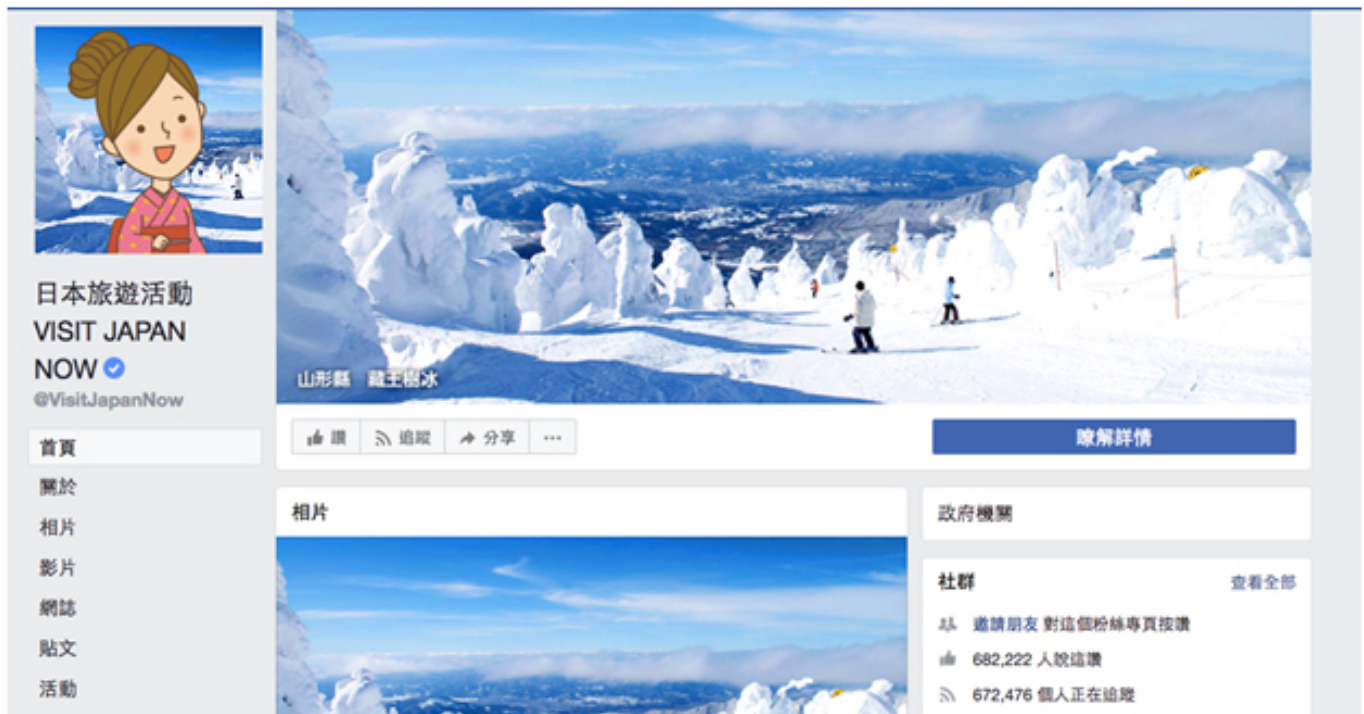 日本旅遊活動
VISIT JAPAN
NOW
@VisitJapanNow
首頁
關於
相片
影片
網誌
貼文
活動
山形縣 藏王樹冰
讚
追蹤
分享
瞭解詳情
相片
政府機關
社群
查看全部
邀請朋友 對這個粉絲專頁按讚
682,222 人說這讚
672,476 個人正在追蹤